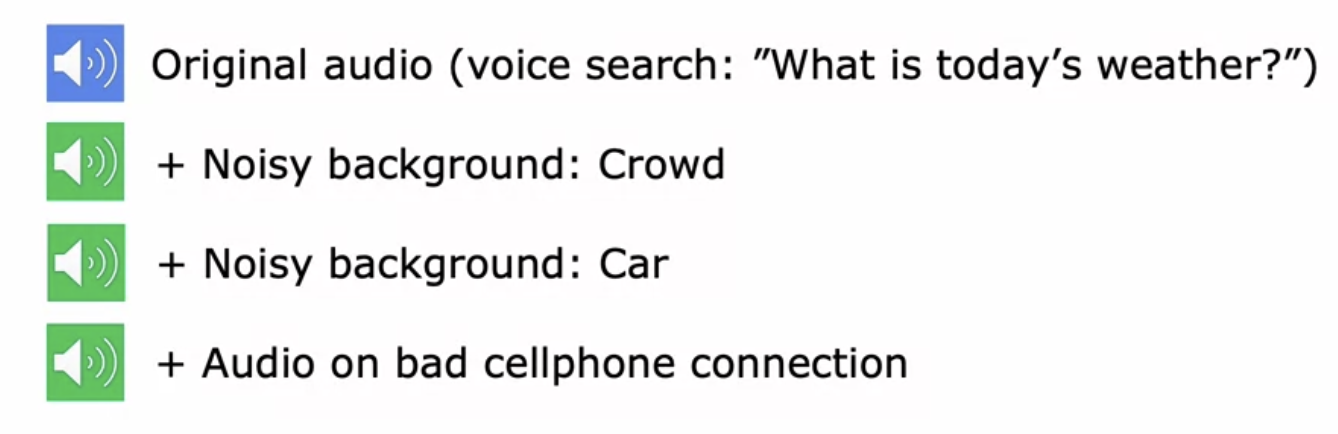 Original audio (voice search: ”What is today’s weather?”)
+ Noisy background: Crowd
+ Noisy background: Car
+ Audio on bad cellphone connection